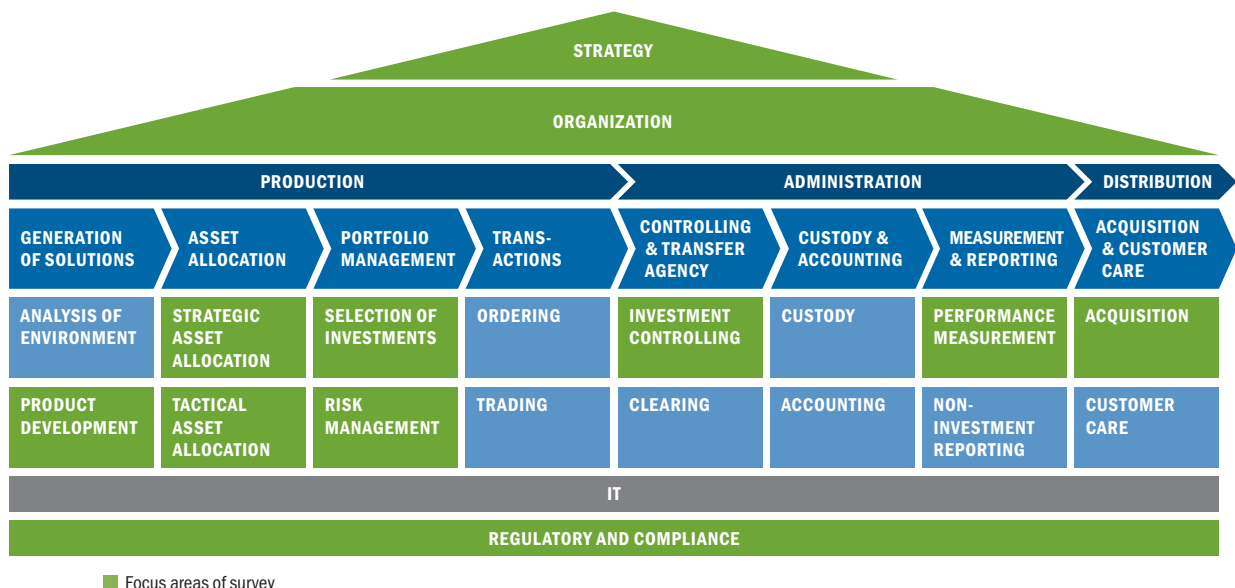 STRATEGY
ORGANIZATION
PRODUCTION
ADMINISTRATION
DISTRIBUTION
GENERATION
OF SOLUTIONS
ASSET
ALLOCATION
PORTFOLIO
MANAGEMENT
TRANS-
ACTIONS
CONTROLLING
& TRANSFER
AGENCY
CUSTODY &
ACCOUNTING
MEASUREMENT
& REPORTING
ACQUISITION
& CUSTOMER
CARE
ANALYSIS OF
ENVIRONMENT
STRATEGIC
ASSET
ALLOCATION
SELECTION OF
INVESTMENTS
ORDERING
INVESTMENT
CONTROLLING
CUSTODY
PERFORMANCE
MEASUREMENT
ACQUISITION
PRODUCT
DEVELOPMENT
TACTICAL
ASSET
ALLOCATION
RISK
MANAGEMENT
TRADING
CLEARING
ACCOUNTING
NON-
INVESTMENT
REPORTING
CUSTOMER
CARE
IT
REGULATORY AND COMPLIANCE
Focus areas of survey